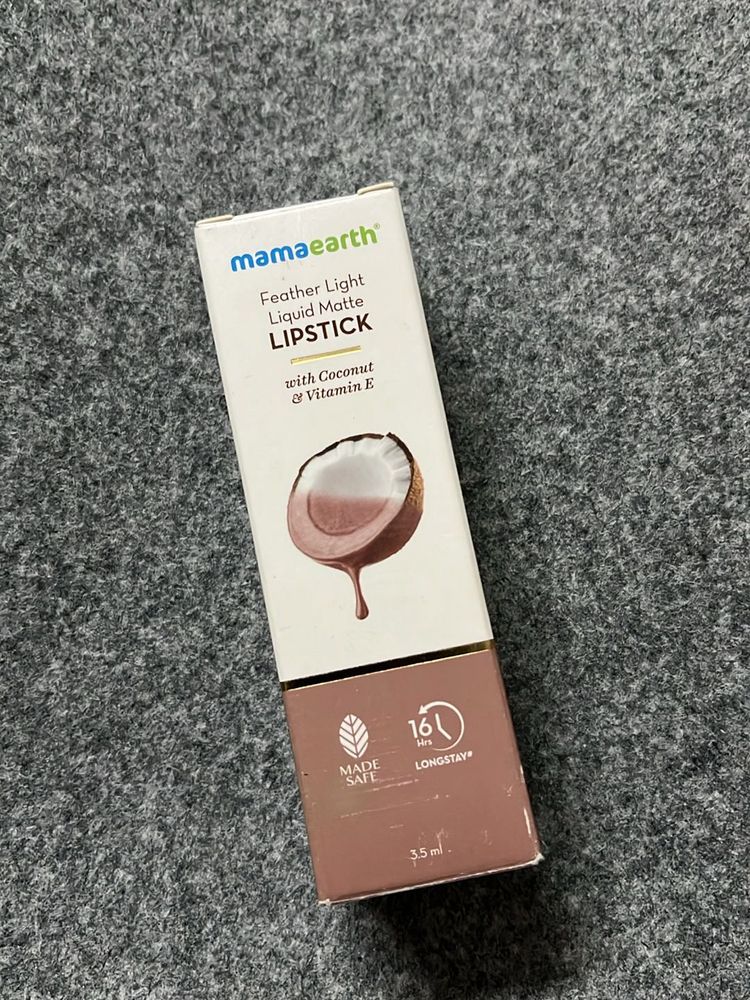 mamaearth®
Feather Light
Liquid Matte
LIPSTICK
with Coconut
& Vitamin E
MADE
SAFE
16
Hrs
LONGSTAY#
3.5 ml